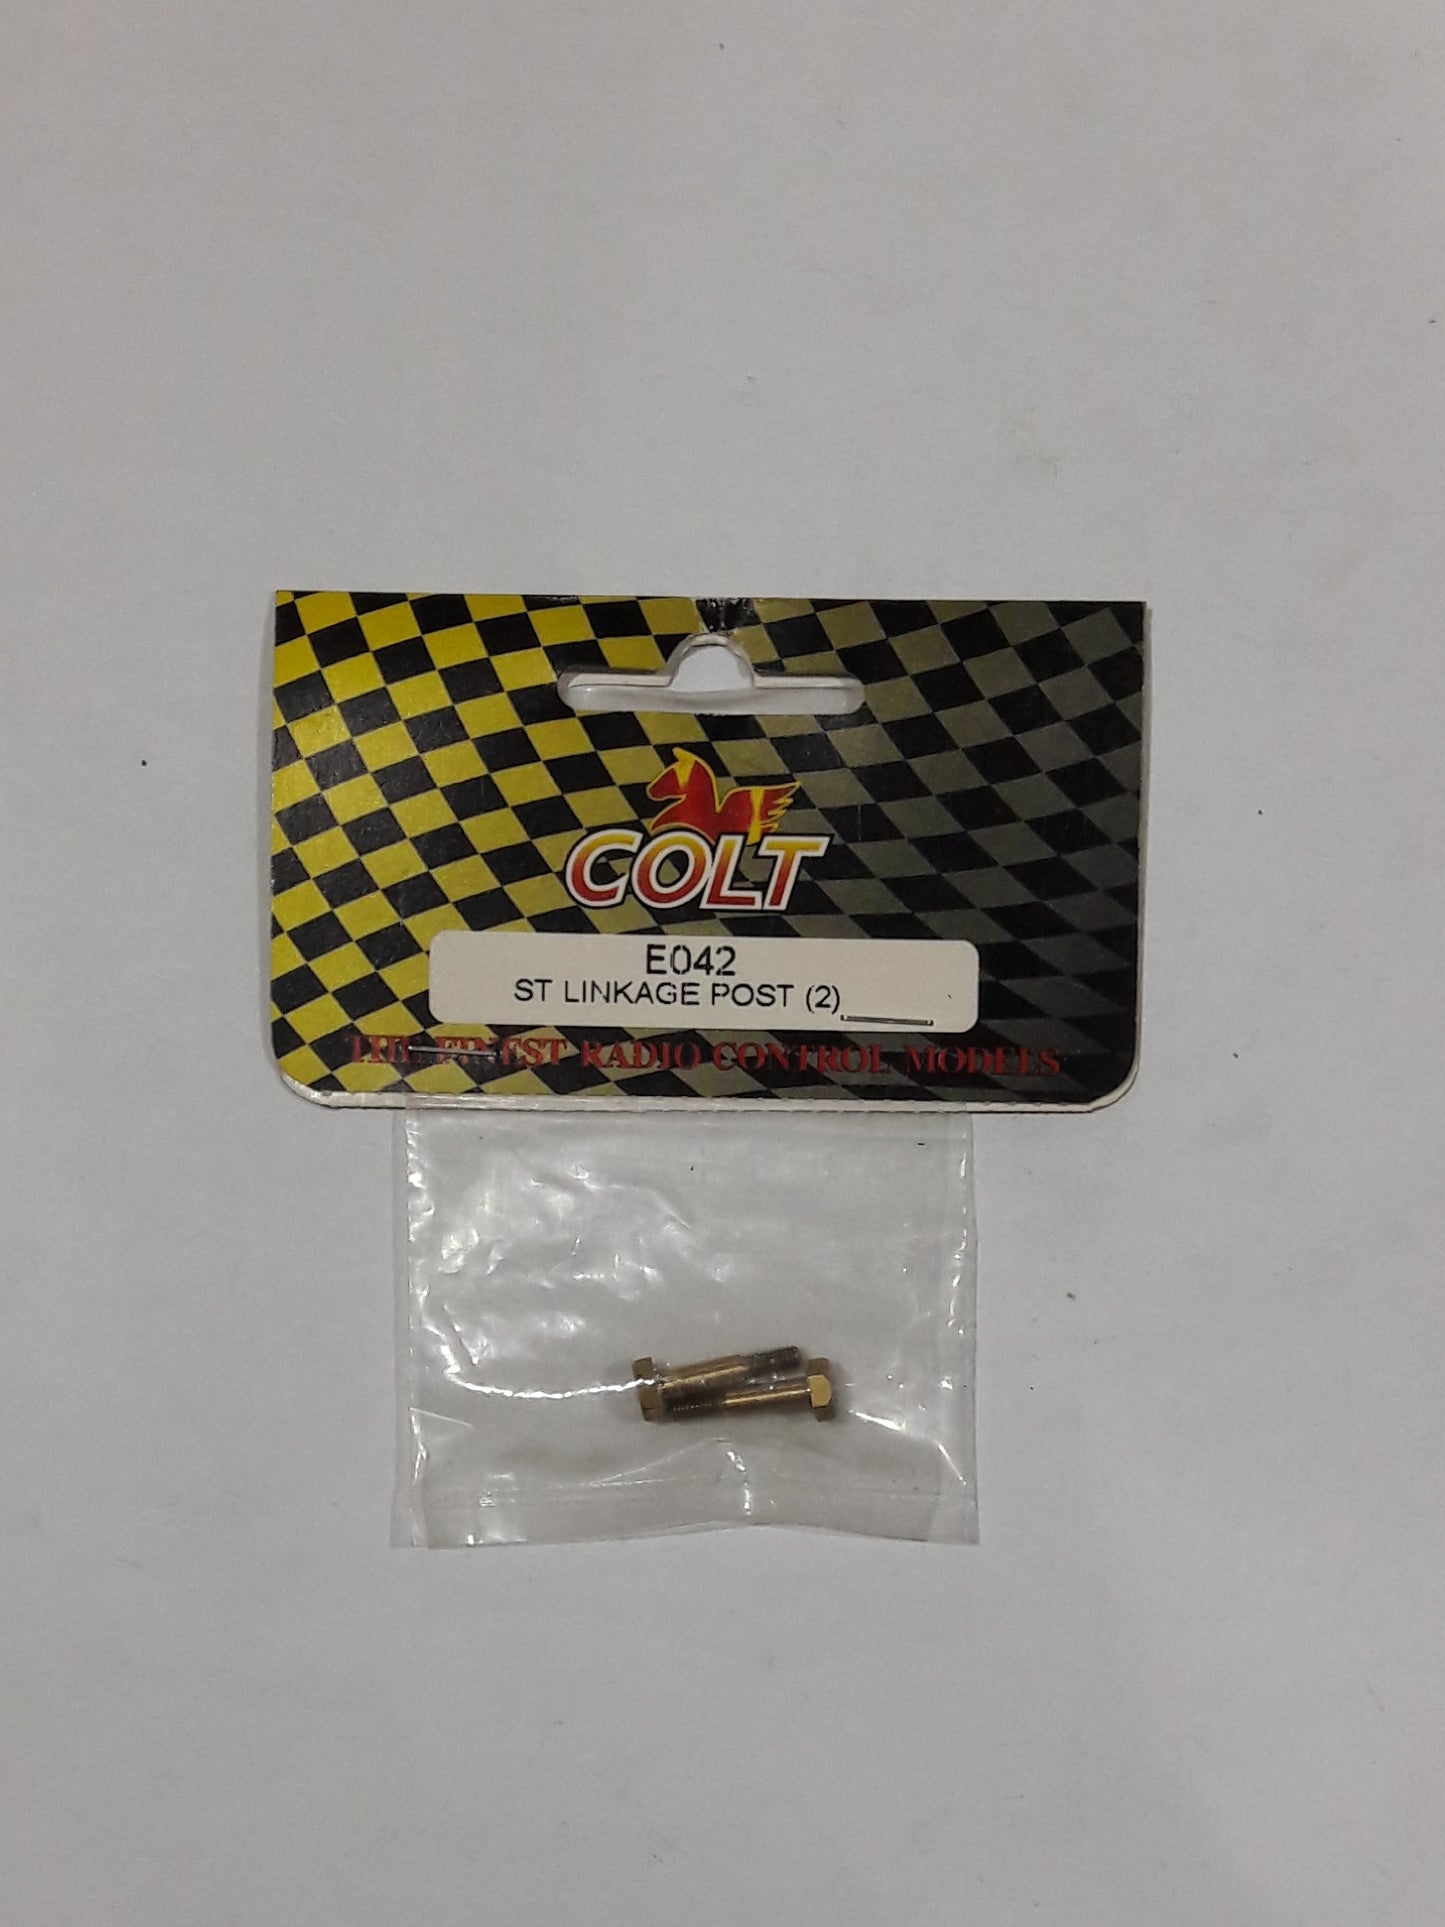 COLT
E042
ST LINKAGE POST (2)
THE FINEST RADIO CONTROL MODELS